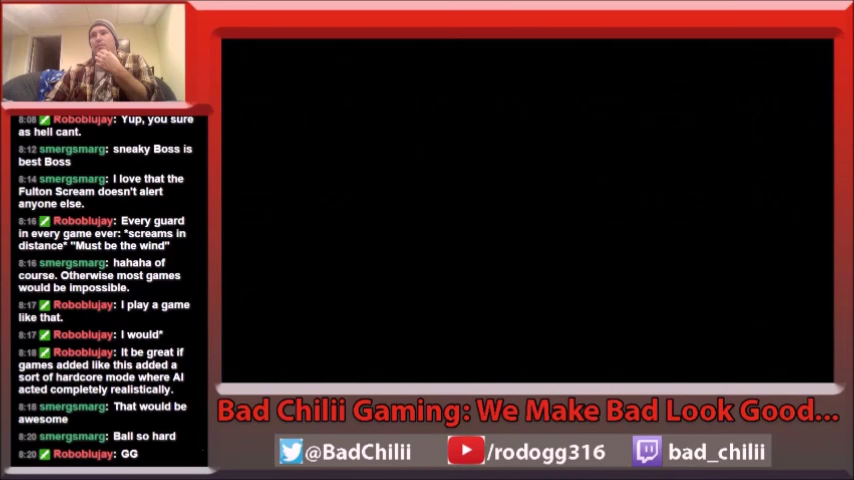 8:08 Roboblujay: Yup, you sure
as hell cant.
8:12 smergsmarg: sneaky Boss is
best Boss
8:14 smergsmarg: I love that the
Fulton Scream doesn't alert
anyone else.
8:16 Roboblujay: Every guard
in every game ever: *screams in
distance* "Must be the wind"
8:16 smergsmarg: hahaha of
course. Otherwise most games
would be impossible.
8:17 Roboblujay: I play a game
like that.
8:17 Roboblujay: I would*
8:18 Roboblujay: It be great if
games added like this added a
sort of hardcore mode where AI
acted completely realistically.
8:18 smergsmarg: That would be
awesome
8:20 smergsmarg: Ball so hard
8:20 Roboblujay: GG
Bad Chilii Gaming: We Make Bad Look Good...
@BadChilii /rodogg316 bad_chilii